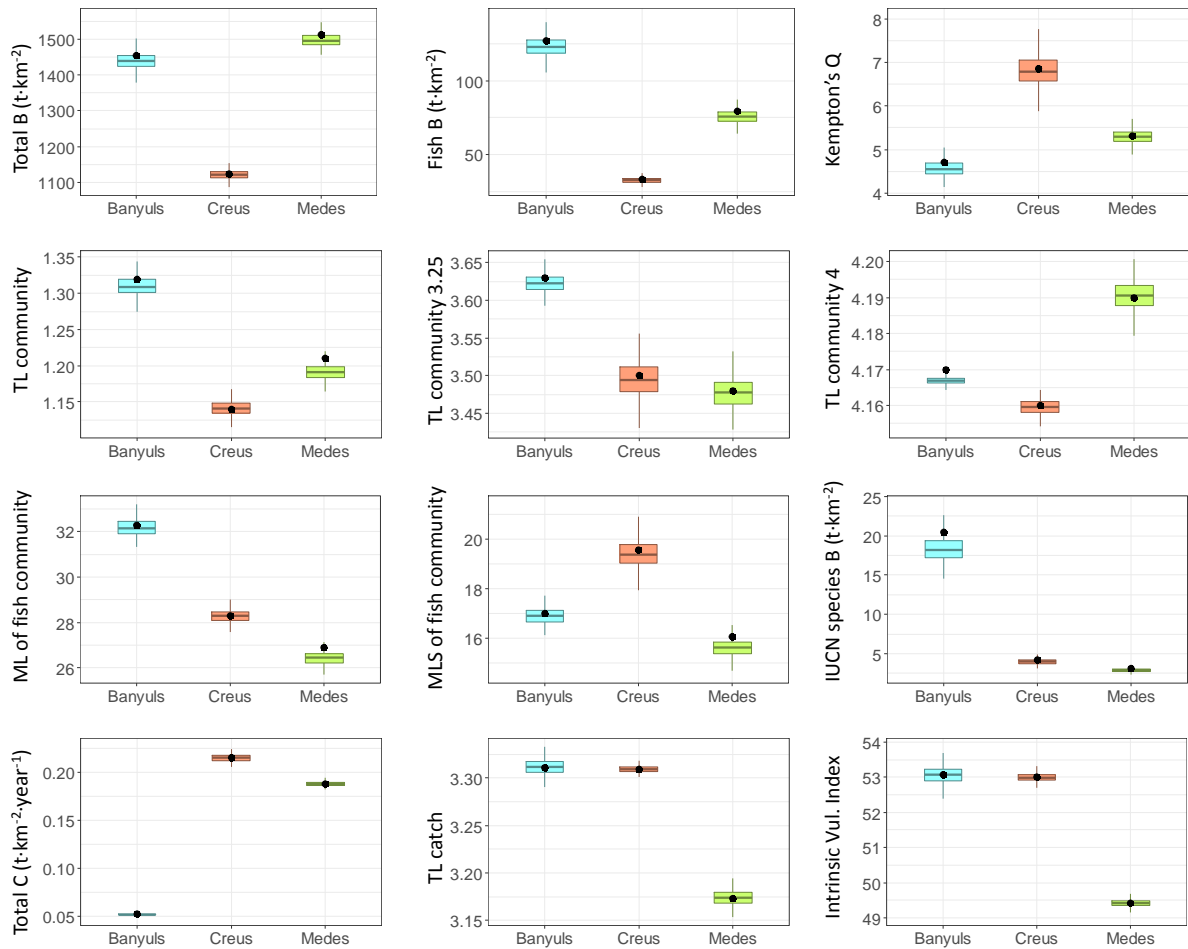 Total B (t·km⁻²)
1500
1400
1300
1200
1100
Banyuls Creus Medes
Fish B (t·km⁻²)
100
50
Banyuls Creus Medes
Kempton's Q
8
7
6
5
4
Banyuls Creus Medes
TL community
1.35
1.30
1.25
1.20
1.15
Banyuls Creus Medes
TL community 3.25
3.65
3.60
3.55
3.50
3.45
Banyuls Creus Medes
TL community 4
4.20
4.19
4.18
4.17
4.16
Banyuls Creus Medes
ML of fish community
32
30
28
26
Banyuls Creus Medes
MLS of fish community
20
18
16
Banyuls Creus Medes
IUCN species B (t·km⁻²)
25
20
15
10
5
Banyuls Creus Medes
Total C (t·km⁻²·year⁻¹)
0.20
0.15
0.10
0.05
Banyuls Creus Medes
TL catch
3.30
3.25
3.20
3.15
Banyuls Creus Medes
Intrinsic Vul. Index
54
53
52
51
50
49
Banyuls Creus Medes